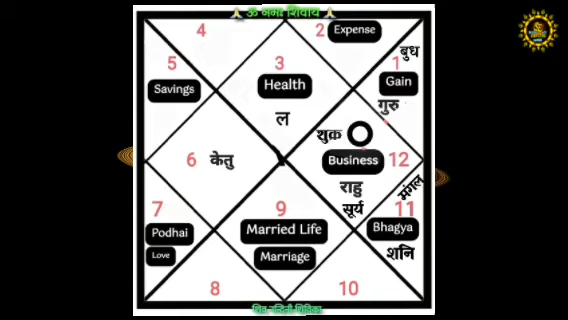 🙏 ॐ नमः शिवाय 🙏
4
2 Expense
बुध
5
3
1
Savings
Health
Gain
गुरु
ल
शुक्र
6 केतु
Business 12
राहु
मंगल
7
9
सूर्य
11
Podhai
Married Life
Bhagya
Love
Marriage
शनि
8
10